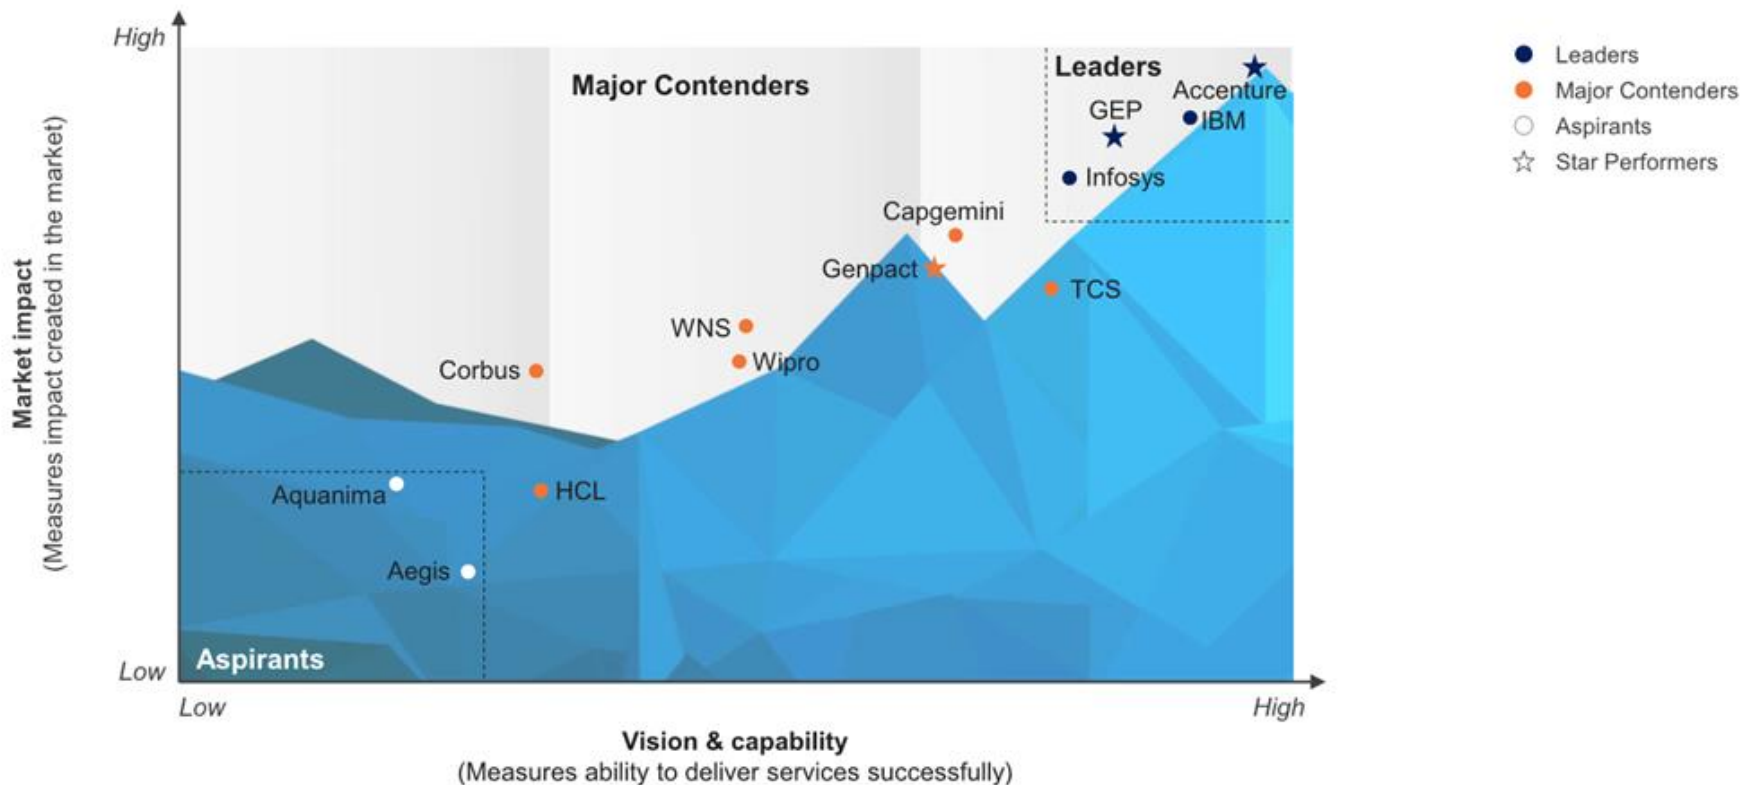 High
Major Contenders
Leaders
Accenture
GEP
IBM
Infosys
Capgemini
Genpact
TCS
WNS
Wipro
Corbus
Aquanima
HCL
Aegis
Aspirants
Low
Low
High
Market impact
(Measures impact created in the market)
Vision & capability
(Measures ability to deliver services successfully)
Leaders
Major Contenders
Aspirants
Star Performers